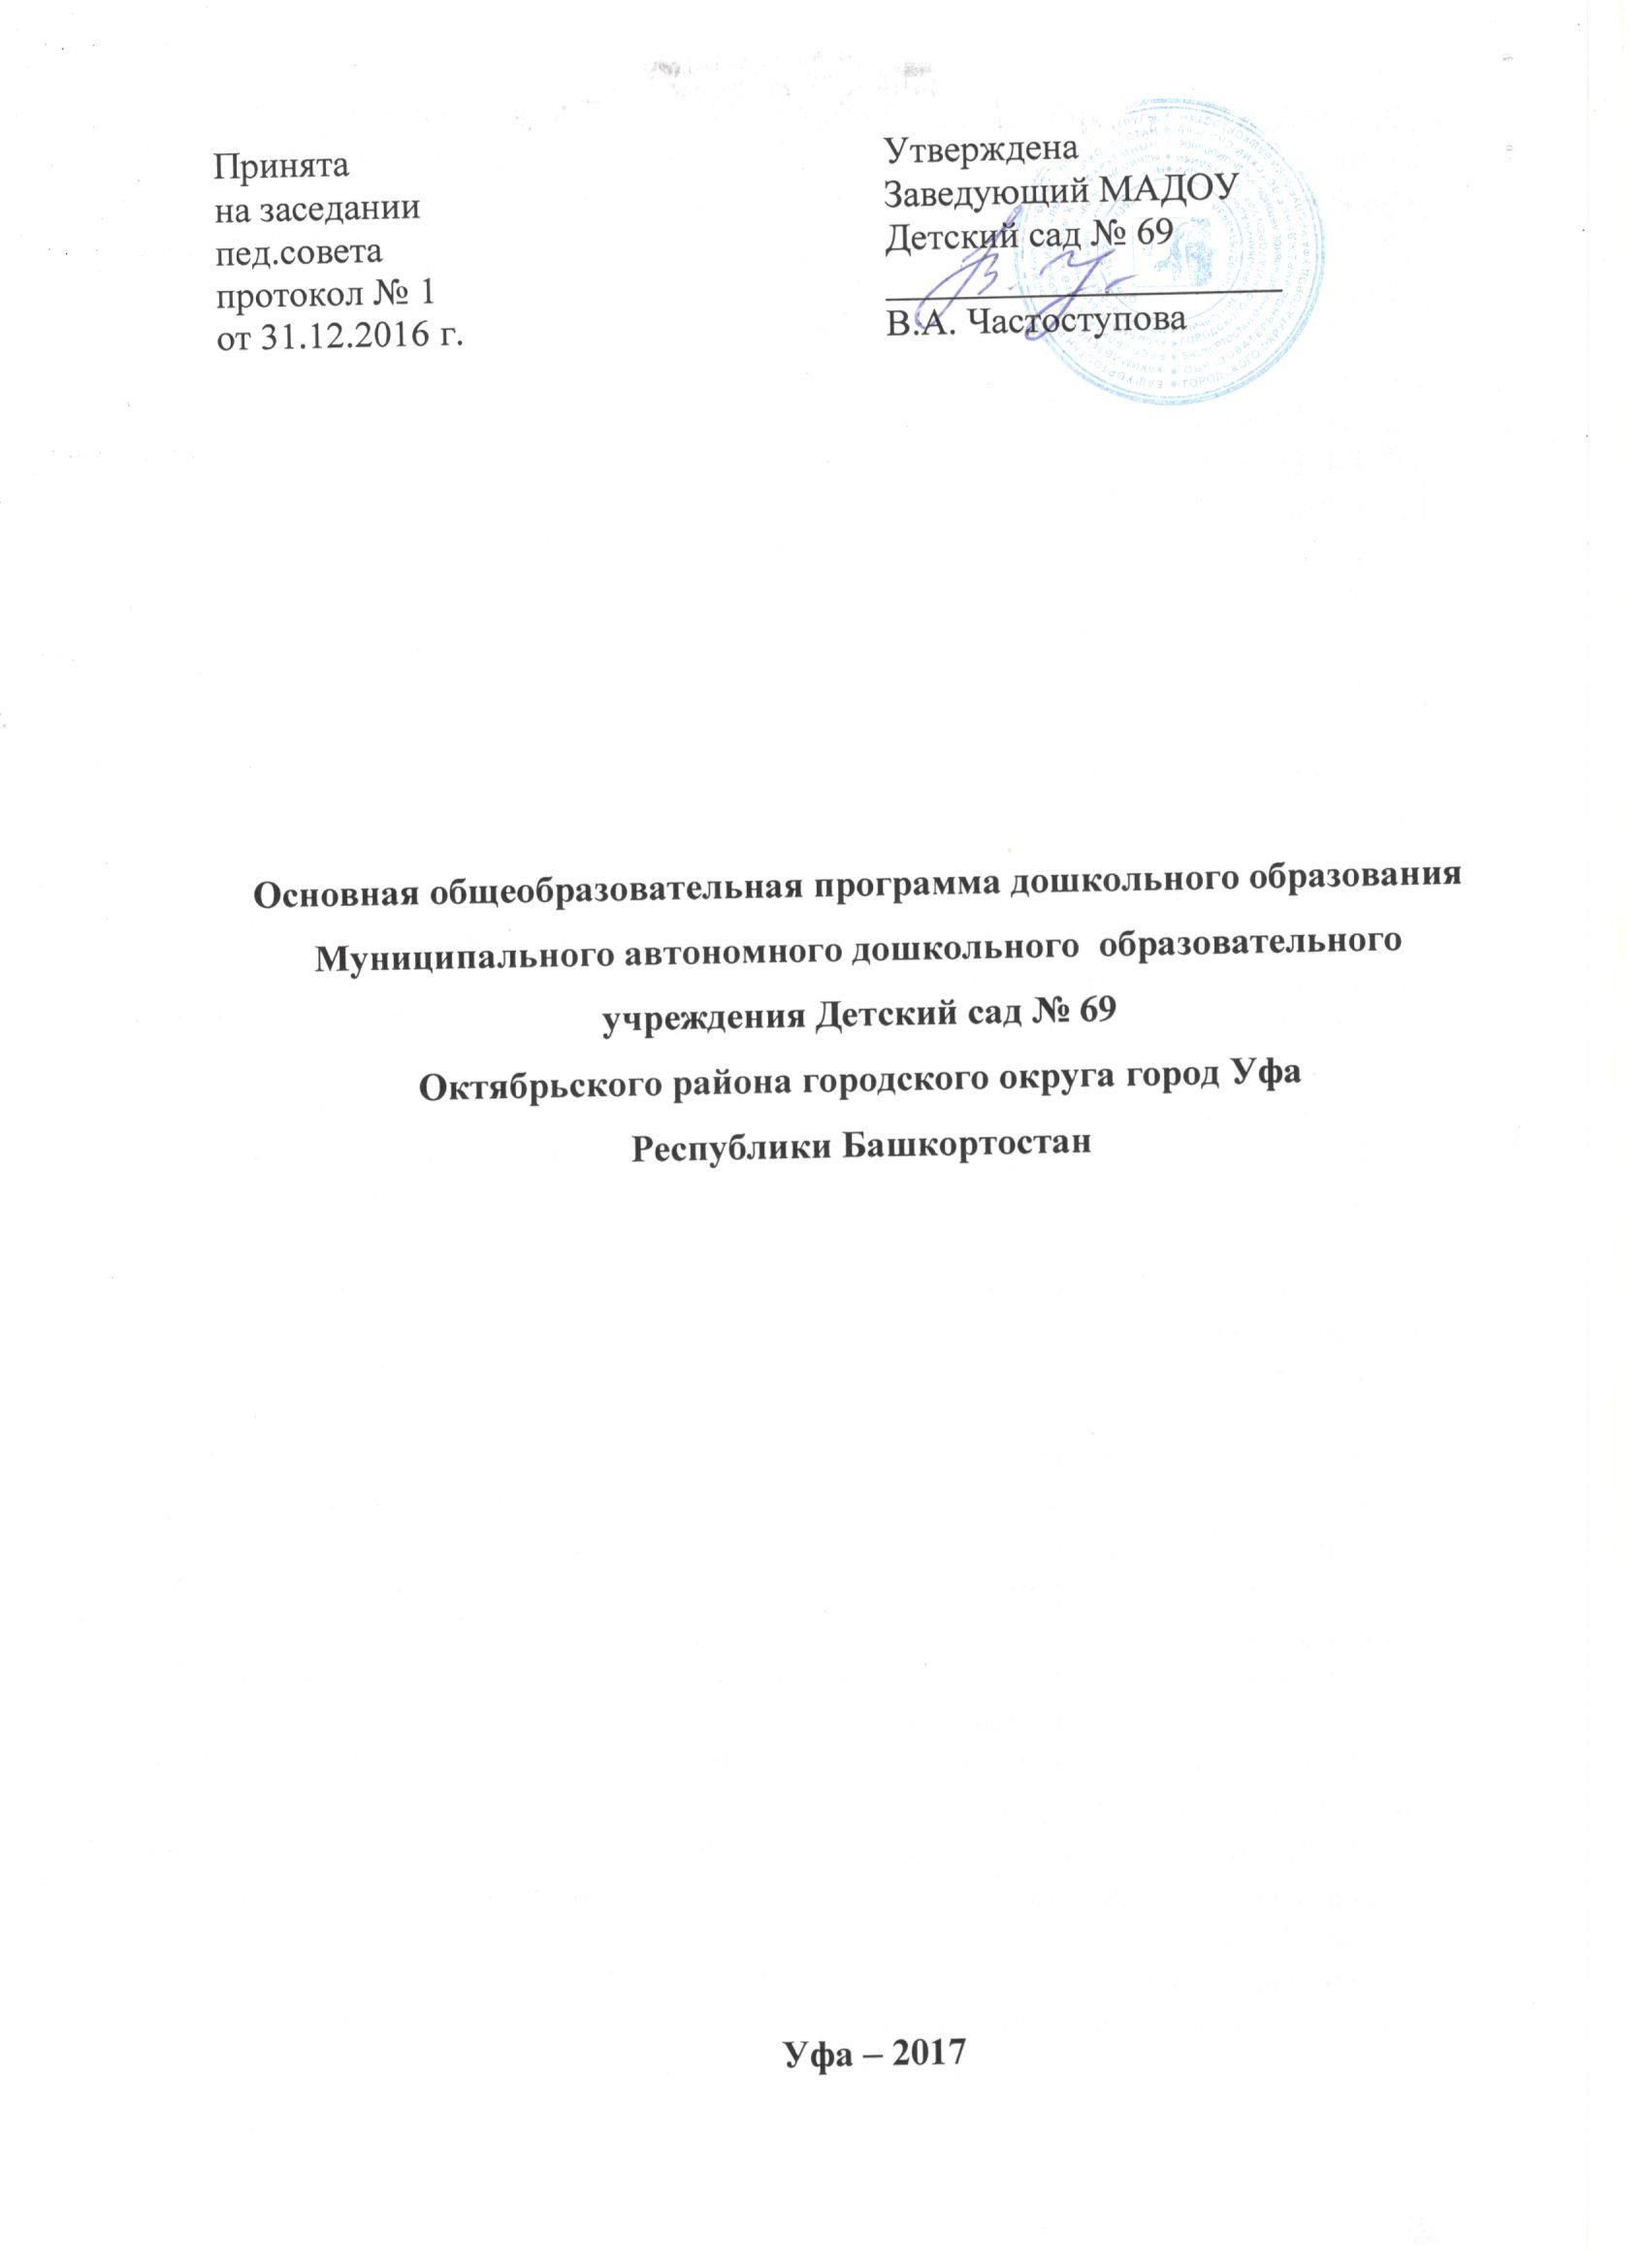 Принята
на заседании
пед.совета
протокол № 1
от 31.12.2016 г.
Утверждена
Заведующий МАДОУ
Детский сад № 69
В.А. Частоступова
Основная общеобразовательная программа дошкольного образования
Муниципального автономного дошкольного образовательного
учреждения Детский сад № 69
Октябрьского района городского округа город Уфа
Республики Башкортостан
Уфа – 2017